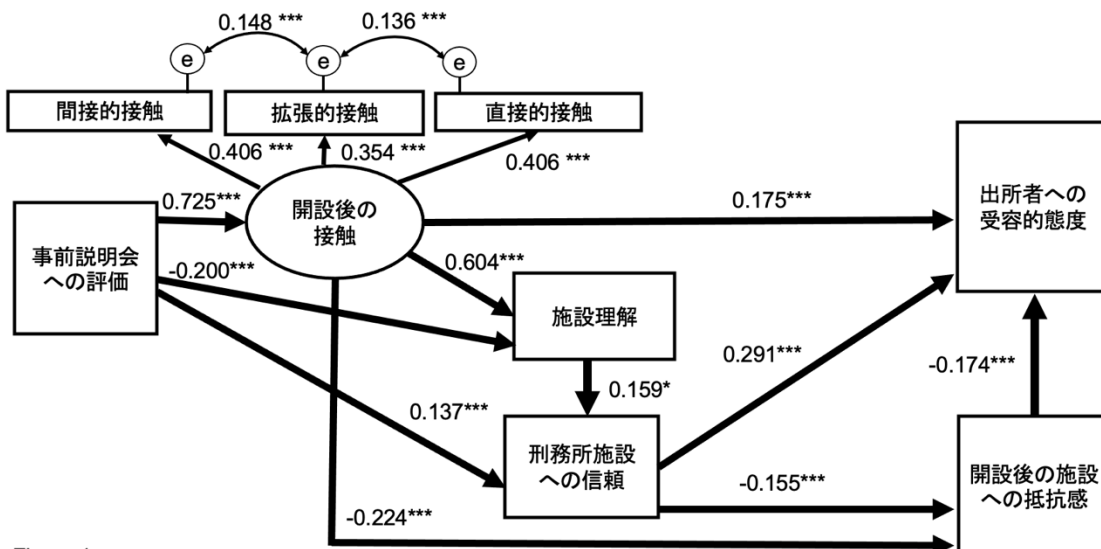 0.148 ***
0.136 ***
e
e
e
間接的接触
拡張的接触
直接的接触
0.406 ***
0.354 ***
0.406 ***
0.725***
開設後の
接触
0.175***
出所者への
受容的態度
事前説明会
への評価
-0.200***
0.604***
施設理解
0.291***
-0.174***
0.159*
0.137***
刑務所施設
への信頼
-0.155***
開設後の施設
への抵抗感
-0.224***